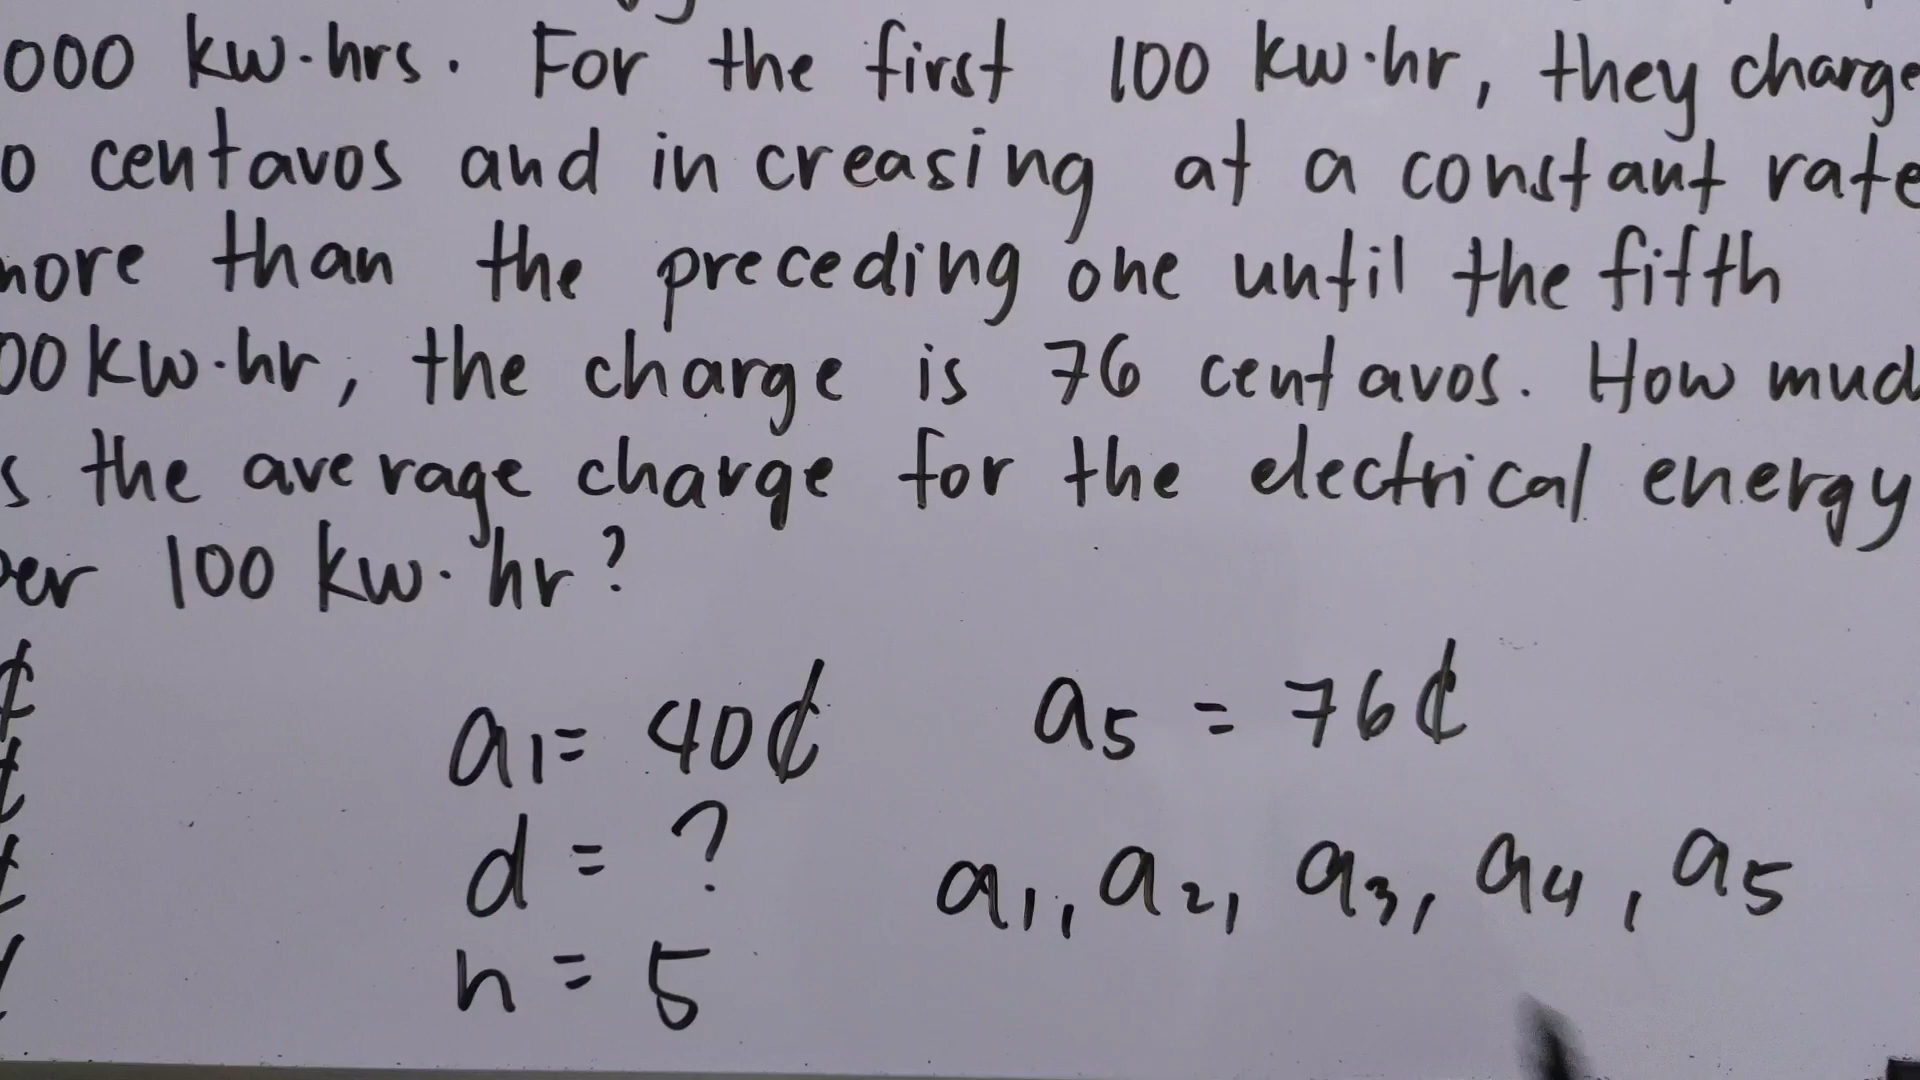 000 kw·hrs. For the first 100 kw·hr, they charge
0 centavos and increasing at a constant rate
more than the preceding one until the fifth
00 kw·hr, the charge is 76 centavos. How much
s the average charge for the electrical energy
per 100 kw·hr?
¢
a1 = 40¢ a5 = 76¢
d = ?
a1, a2, a3, a4, a5
n = 5